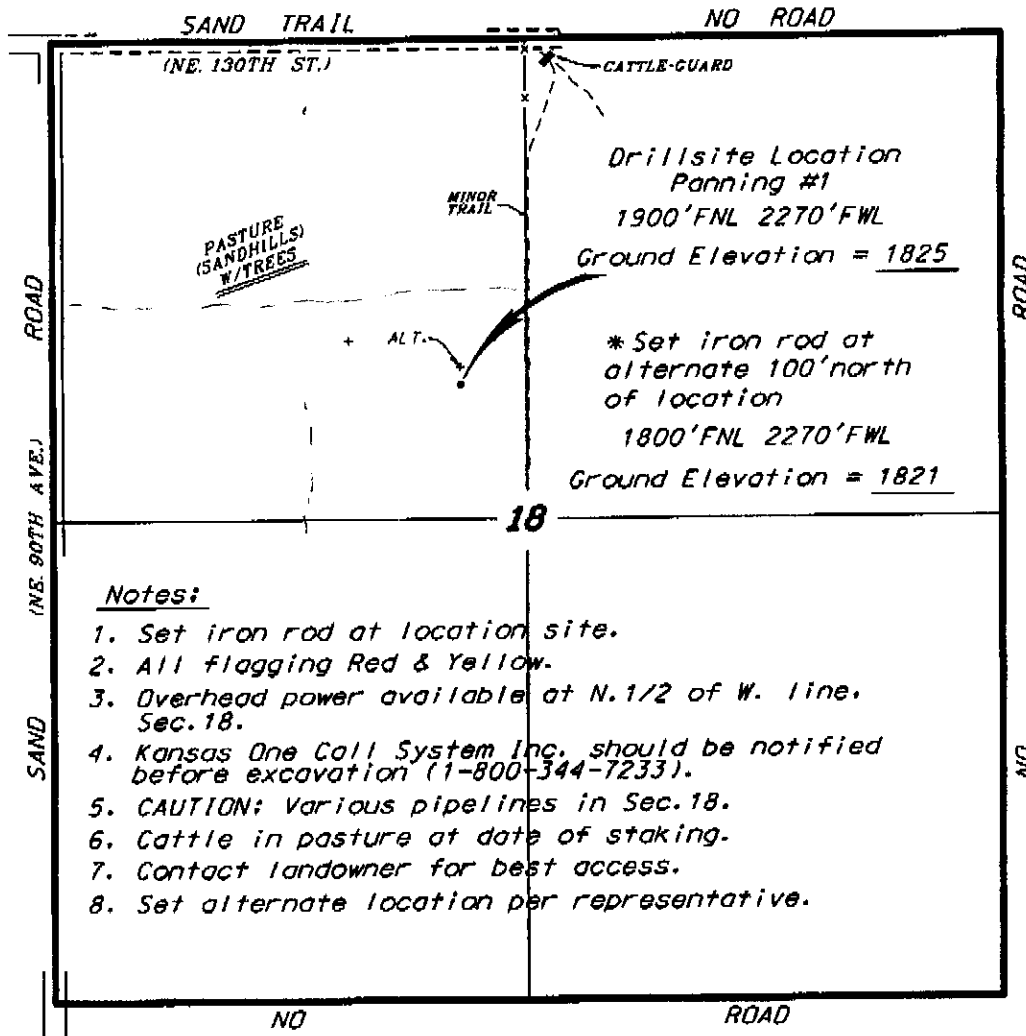 SAND TRAIL
NO ROAD
(NE. 130TH ST.)
CATTLE-GUARD
Drillsite Location
Panning #1
1900'FNL 2270'FWL
Ground Elevation = 1825
MINOR
TRAIL
PASTURE
(SANDHILLS)
W/TREES
ALT.
* Set iron rod at
alternate 100'north
of location
1800'FNL 2270'FWL
Ground Elevation = 1821
ROAD
(NE. 90TH AVE.)
SAND
ROAD
NO
18
Notes:
1. Set iron rod at location site.
2. All flagging Red & Yellow.
3. Overhead power available at N.1/2 of W. line.
Sec.18.
4. Kansas One Call System Inc. should be notified
before excavation (1-800-344-7233).
5. CAUTION: Various pipelines in Sec.18.
6. Cattle in pasture at date of staking.
7. Contact landowner for best access.
8. Set alternate location per representative.
NO
ROAD